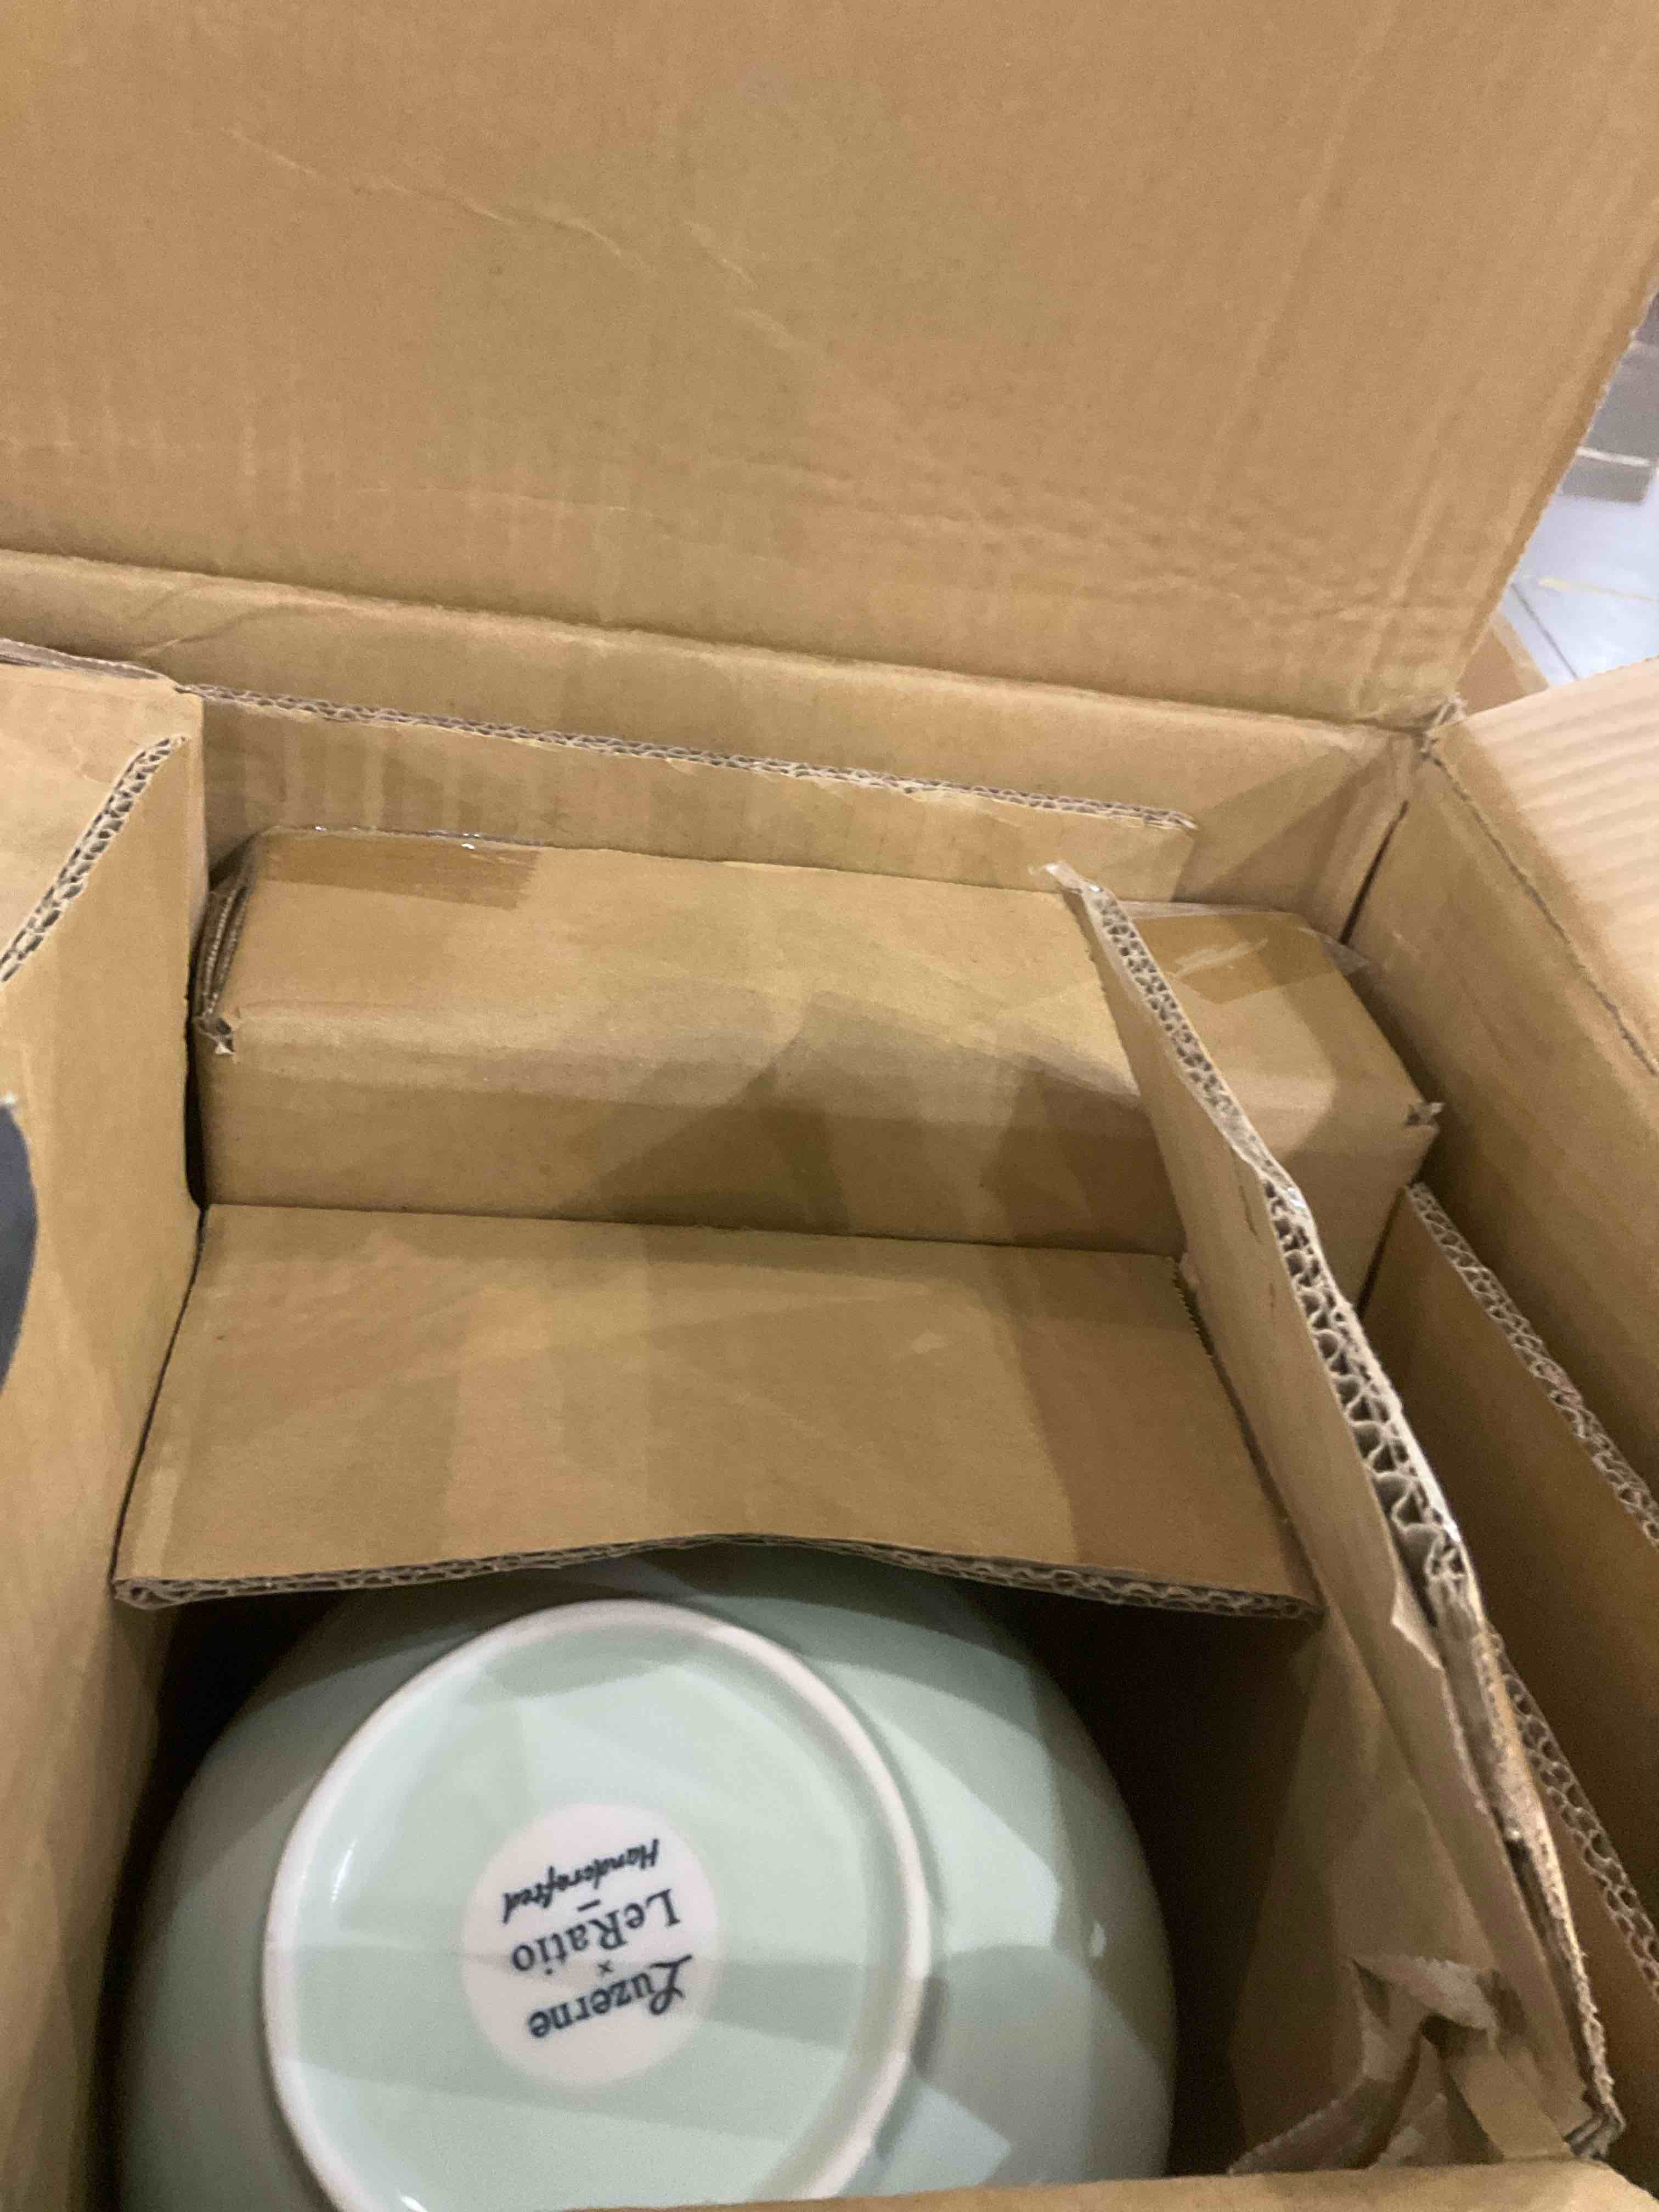 Luzerne
×
LeRatio
Handcrafted